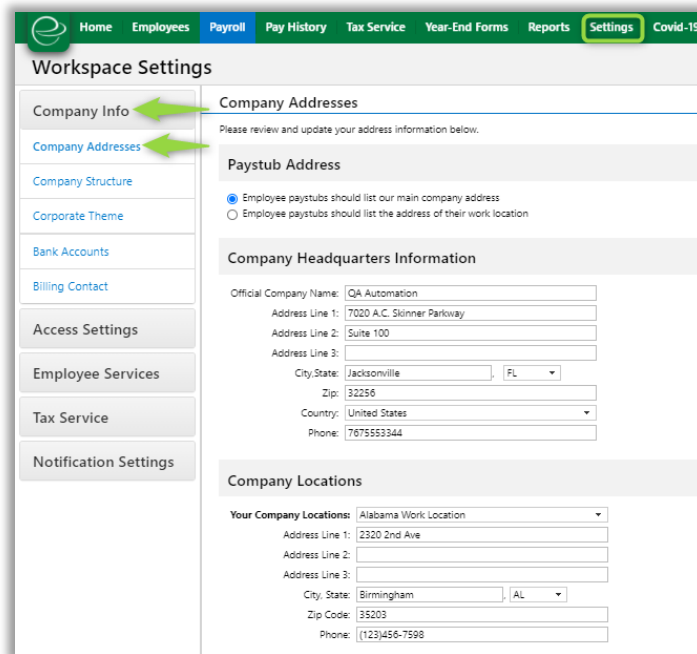 Home Employees Payroll Pay History Tax Service Year-End Forms Reports Settings Covid-19
Workspace Settings
Company Info
Company Addresses
Company Structure
Corporate Theme
Bank Accounts
Billing Contact
Access Settings
Employee Services
Tax Service
Notification Settings
Company Addresses
Please review and update your address information below.
Paystub Address
Employee paystubs should list our main company address
Employee paystubs should list the address of their work location
Company Headquarters Information
Official Company Name: QA Automation
Address Line 1: 7020 A.C. Skinner Parkway
Address Line 2: Suite 100
Address Line 3:
City,State: Jacksonville , FL
Zip: 32256
Country: United States
Phone: 7675553344
Company Locations
Your Company Locations: Alabama Work Location
Address Line 1: 2320 2nd Ave
Address Line 2:
Address Line 3:
City, State: Birmingham , AL
Zip Code: 35203
Phone: (123)456-7598